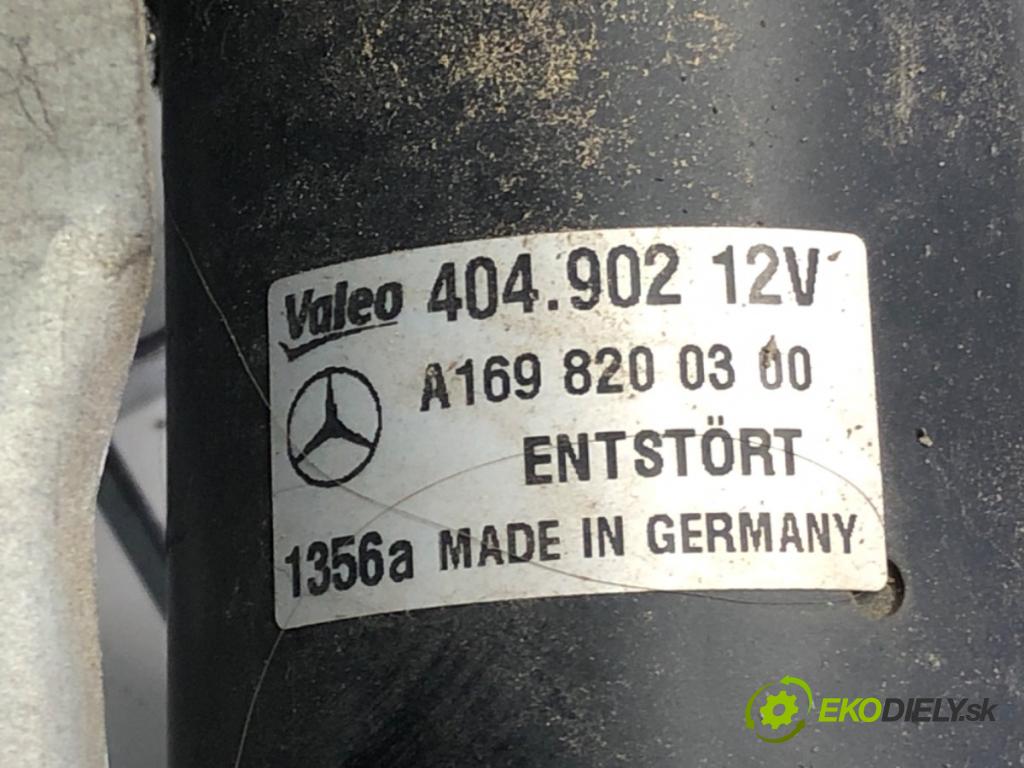 Valeo 404.902 12V
A169 820 03 00
ENTSTÖRT
1356a MADE IN GERMANY
EKODIELY.sk